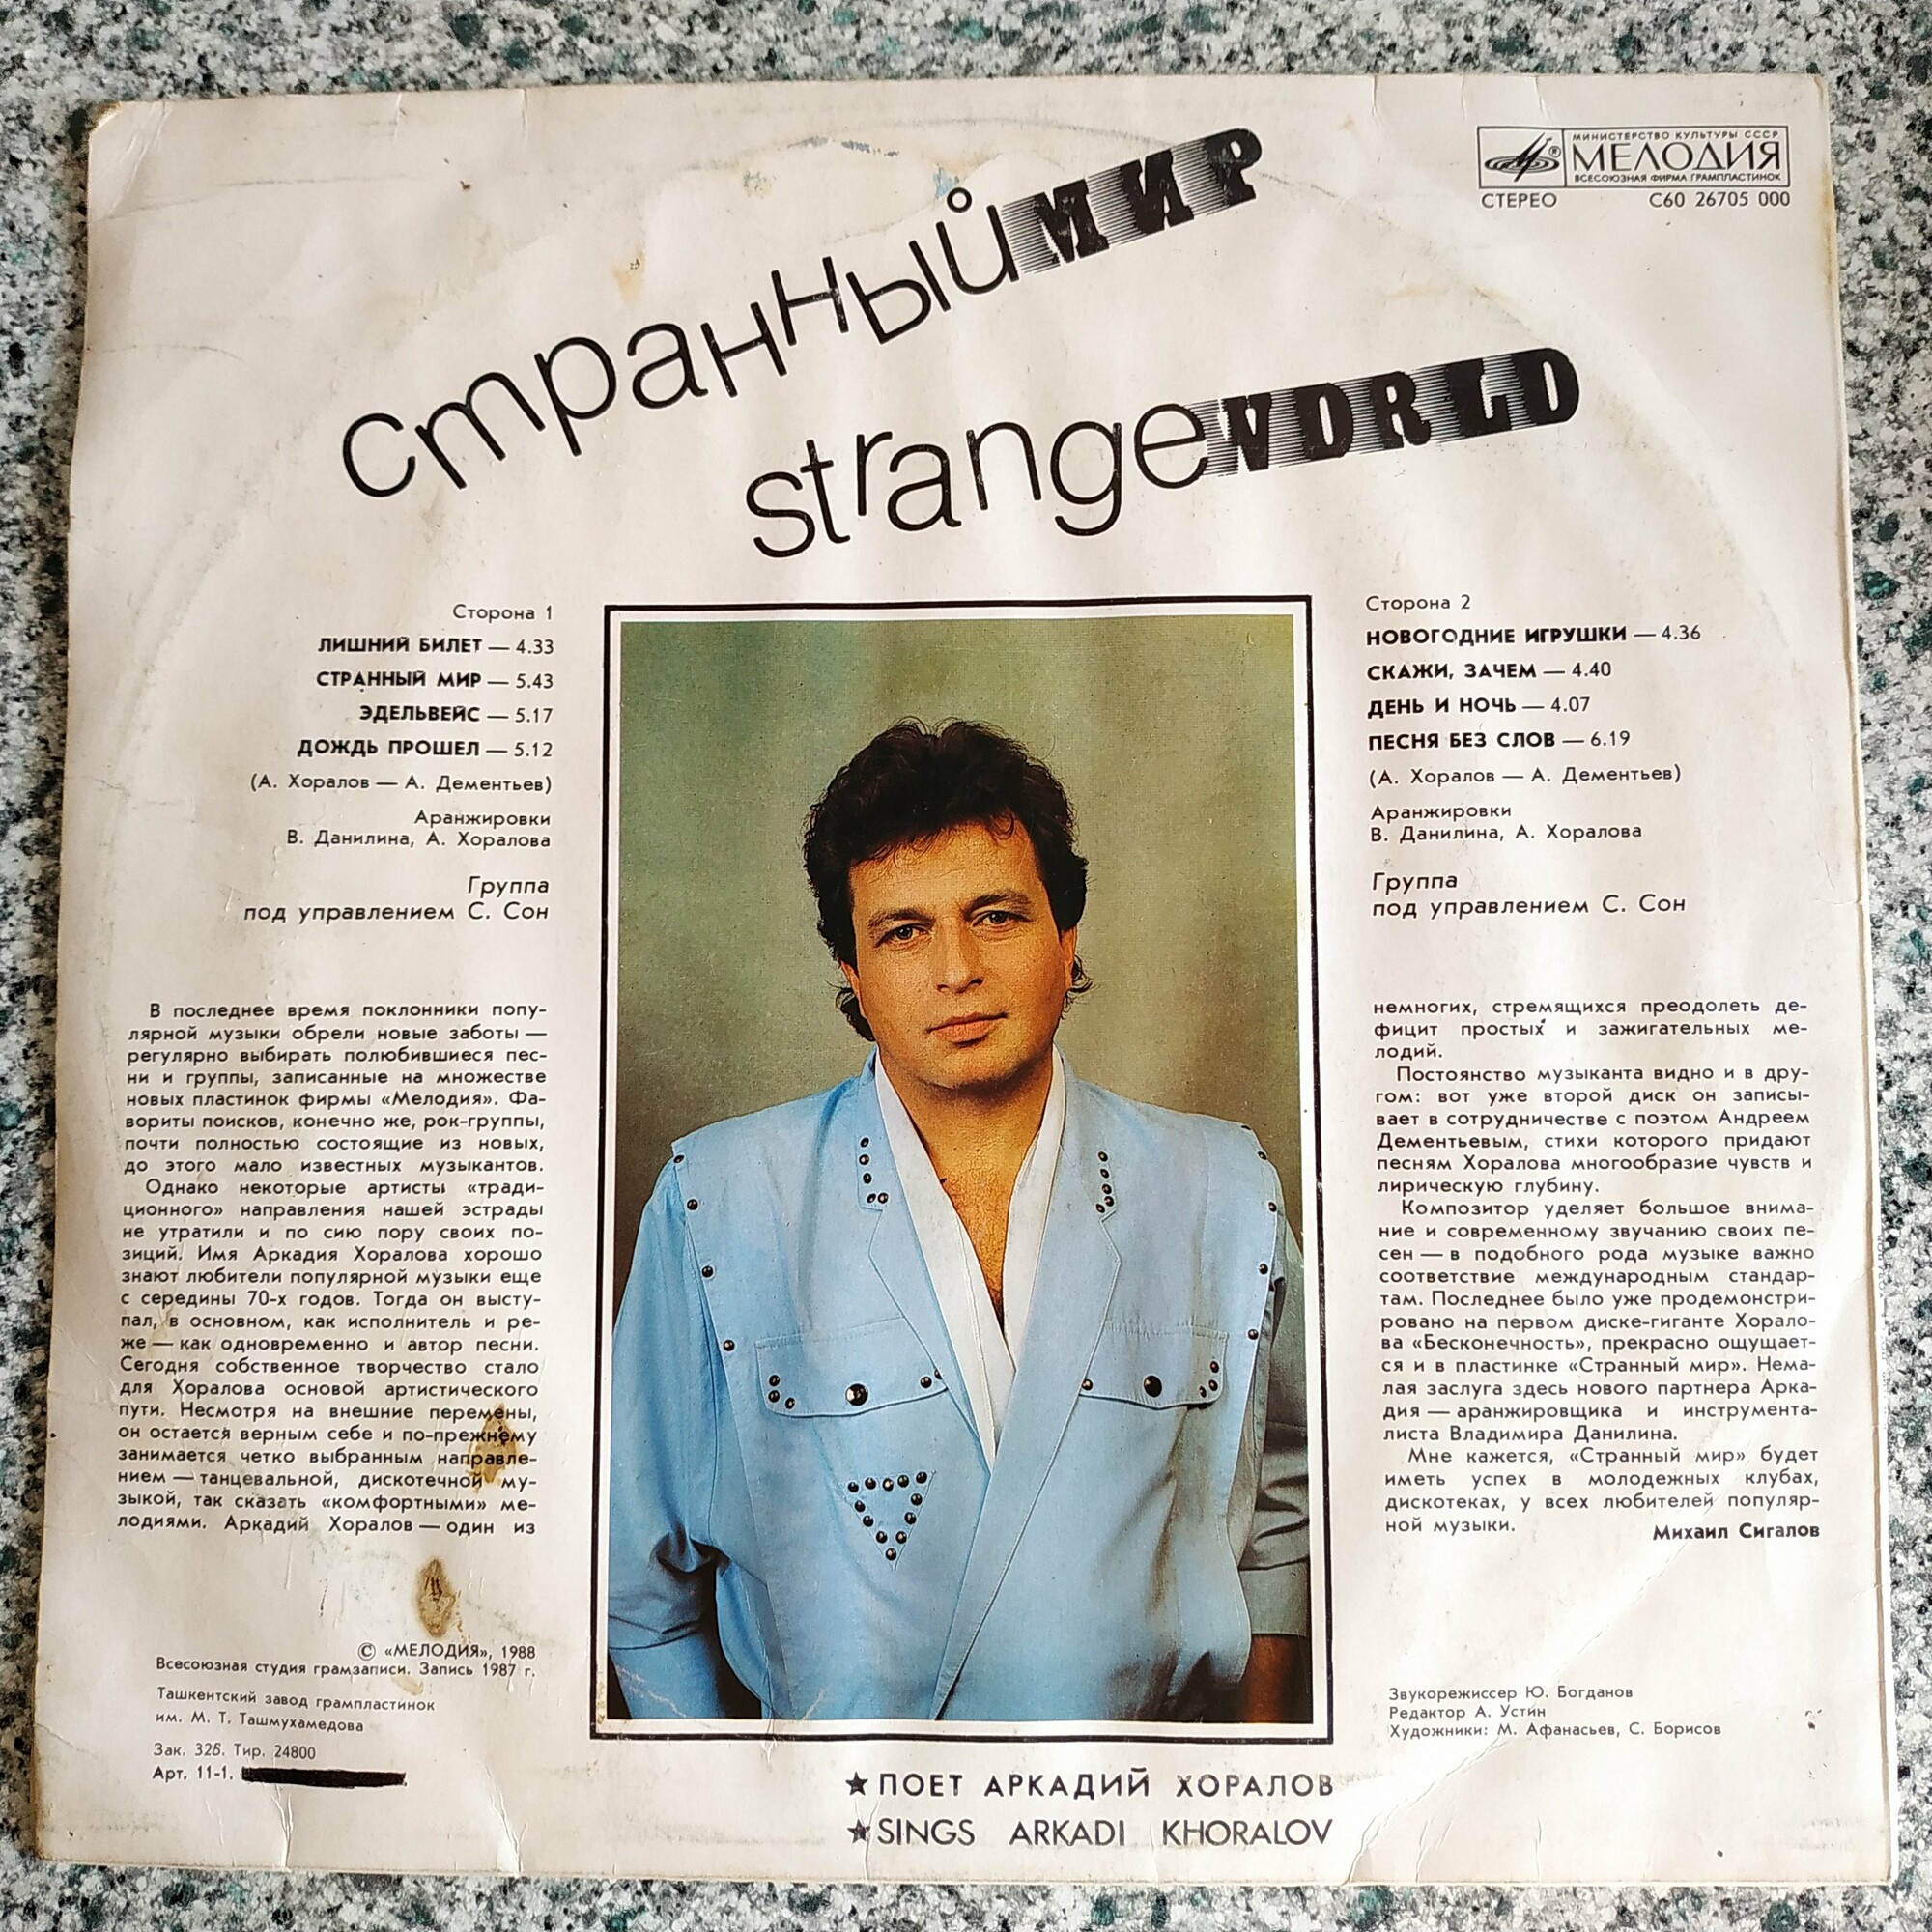 МИНИСТЕРСТВО КУЛЬТУРЫ СССР
МЕЛОДИЯ
ВСЕСОЮЗНАЯ ФИРМА ГРАМПЛАСТИНОК
СТЕРЕО С60 26705 000
странный МИР
strange WORLD
Сторона 1
ЛИШНИЙ БИЛЕТ — 4.33
СТРАННЫЙ МИР — 5.43
ЭДЕЛЬВЕЙС — 5.17
ДОЖДЬ ПРОШЕЛ — 5.12
(А. Хоралов — А. Дементьев)
Аранжировки
В. Данилина, А. Хоралова
Группа
под управлением С. Сон
В последнее время поклонники попу-
лярной музыки обрели новые заботы —
регулярно выбирать полюбившиеся пес-
ни и группы, записанные на множестве
новых пластинок фирмы «Мелодия». Фа-
вориты поисков, конечно же, рок-группы,
почти полностью состоящие из новых,
до этого мало известных музыкантов.
Однако некоторые артисты «тради-
ционного» направления нашей эстрады
не утратили и по сию пору своих по-
зиций. Имя Аркадия Хоралова хорошо
знают любители популярной музыки еще
с середины 70-х годов. Тогда он высту-
пал, в основном, как исполнитель и ре-
же — как одновременно и автор песни.
Сегодня собственное творчество стало
для Хоралова основой артистического
пути. Несмотря на внешние перемены,
он остается верным себе и по-прежнему
занимается четко выбранным направле-
нием — танцевальной, дискотечной му-
зыкой, так сказать «комфортными» ме-
лодиями. Аркадий Хоралов — один из
© «МЕЛОДИЯ», 1988
Всесоюзная студия грамзаписи. Запись 1987 г.
Ташкентский завод грампластинок
им. М. Т. Ташмухамедова
Зак. 325. Тир. 24800
Арт. 11-1.
Сторона 2
НОВОГОДНИЕ ИГРУШКИ — 4.36
СКАЖИ, ЗАЧЕМ — 4.40
ДЕНЬ И НОЧЬ — 4.07
ПЕСНЯ БЕЗ СЛОВ — 6.19
(А. Хоралов — А. Дементьев)
Аранжировки
В. Данилина, А. Хоралова
Группа
под управлением С. Сон
немногих, стремящихся преодолеть де-
фицит простых и зажигательных ме-
лодий.
Постоянство музыканта видно и в дру-
гом: вот уже второй диск он записы-
вает в сотрудничестве с поэтом Андреем
Дементьевым, стихи которого придают
песням Хоралова многообразие чувств и
лирическую глубину.
Композитор уделяет большое внима-
ние и современному звучанию своих пе-
сен — в подобного рода музыке важно
соответствие международным стандар-
там. Последнее было уже продемонстри-
ровано на первом диске-гиганте Хорало-
ва «Бесконечность», прекрасно ощущает-
ся и в пластинке «Странный мир». Нема-
лая заслуга здесь нового партнера Арка-
дия — аранжировщика и инструмента-
листа Владимира Данилина.
Мне кажется, «Странный мир» будет
иметь успех в молодежных клубах,
дискотеках, у всех любителей популяр-
ной музыки.
Михаил Сигалов
Звукорежиссер Ю. Богданов
Редактор А. Устин
Художники: М. Афанасьев, С. Борисов
★ ПОЕТ АРКАДИЙ ХОРАЛОВ
★ SINGS ARKADI KHORALOV